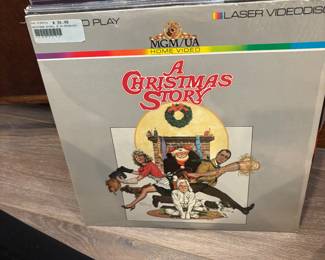 D PLAY
LASER VIDEODISC
MGM/UA
HOME VIDEO
A
CHRISTMAS
STORY